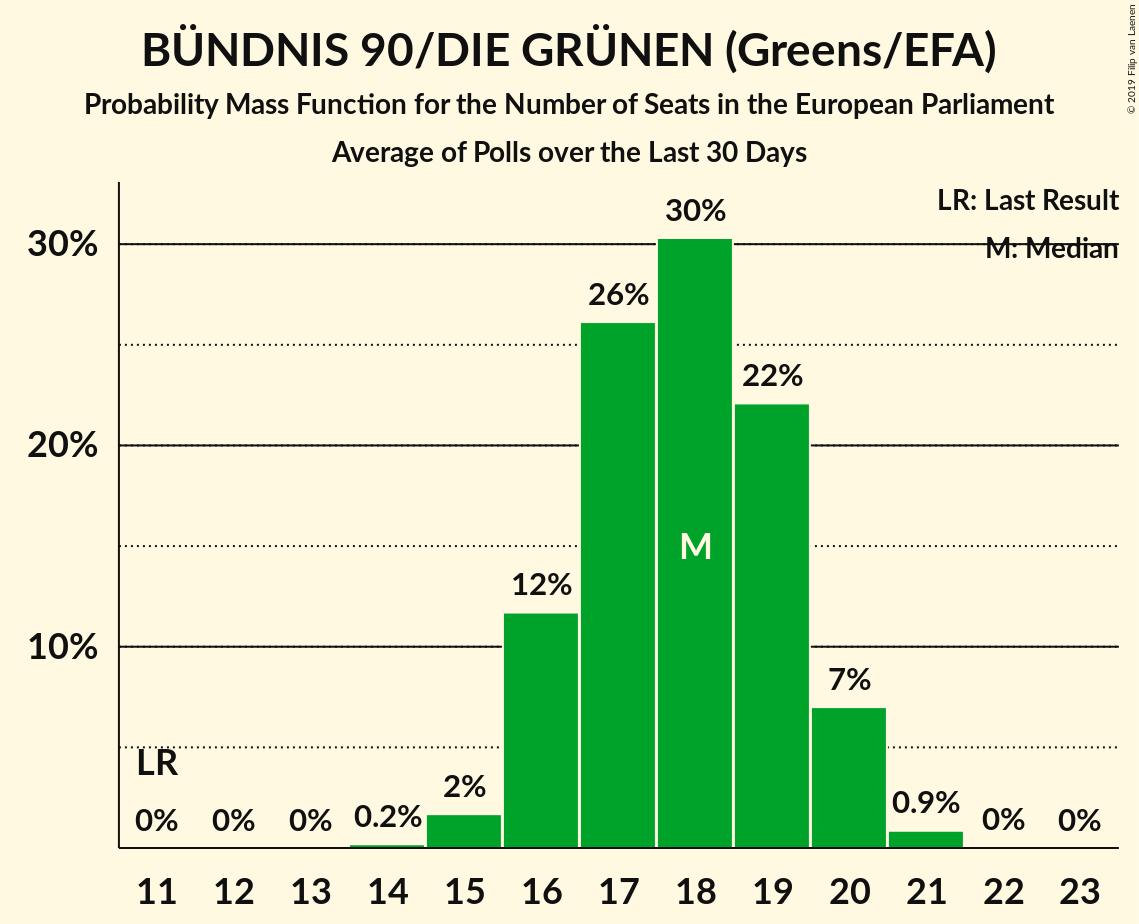 BÜNDNIS 90/DIE GRÜNEN (Greens/EFA)
Probability Mass Function for the Number of Seats in the European Parliament
Average of Polls over the Last 30 Days
© 2019 Filip van Laenen
LR: Last Result
M: Median
30%
20%
10%
LR
0%
0%
0%
0.2%
2%
12%
26%
30%
M
22%
7%
0.9%
0%
0%
11 12 13 14 15 16 17 18 19 20 21 22 23